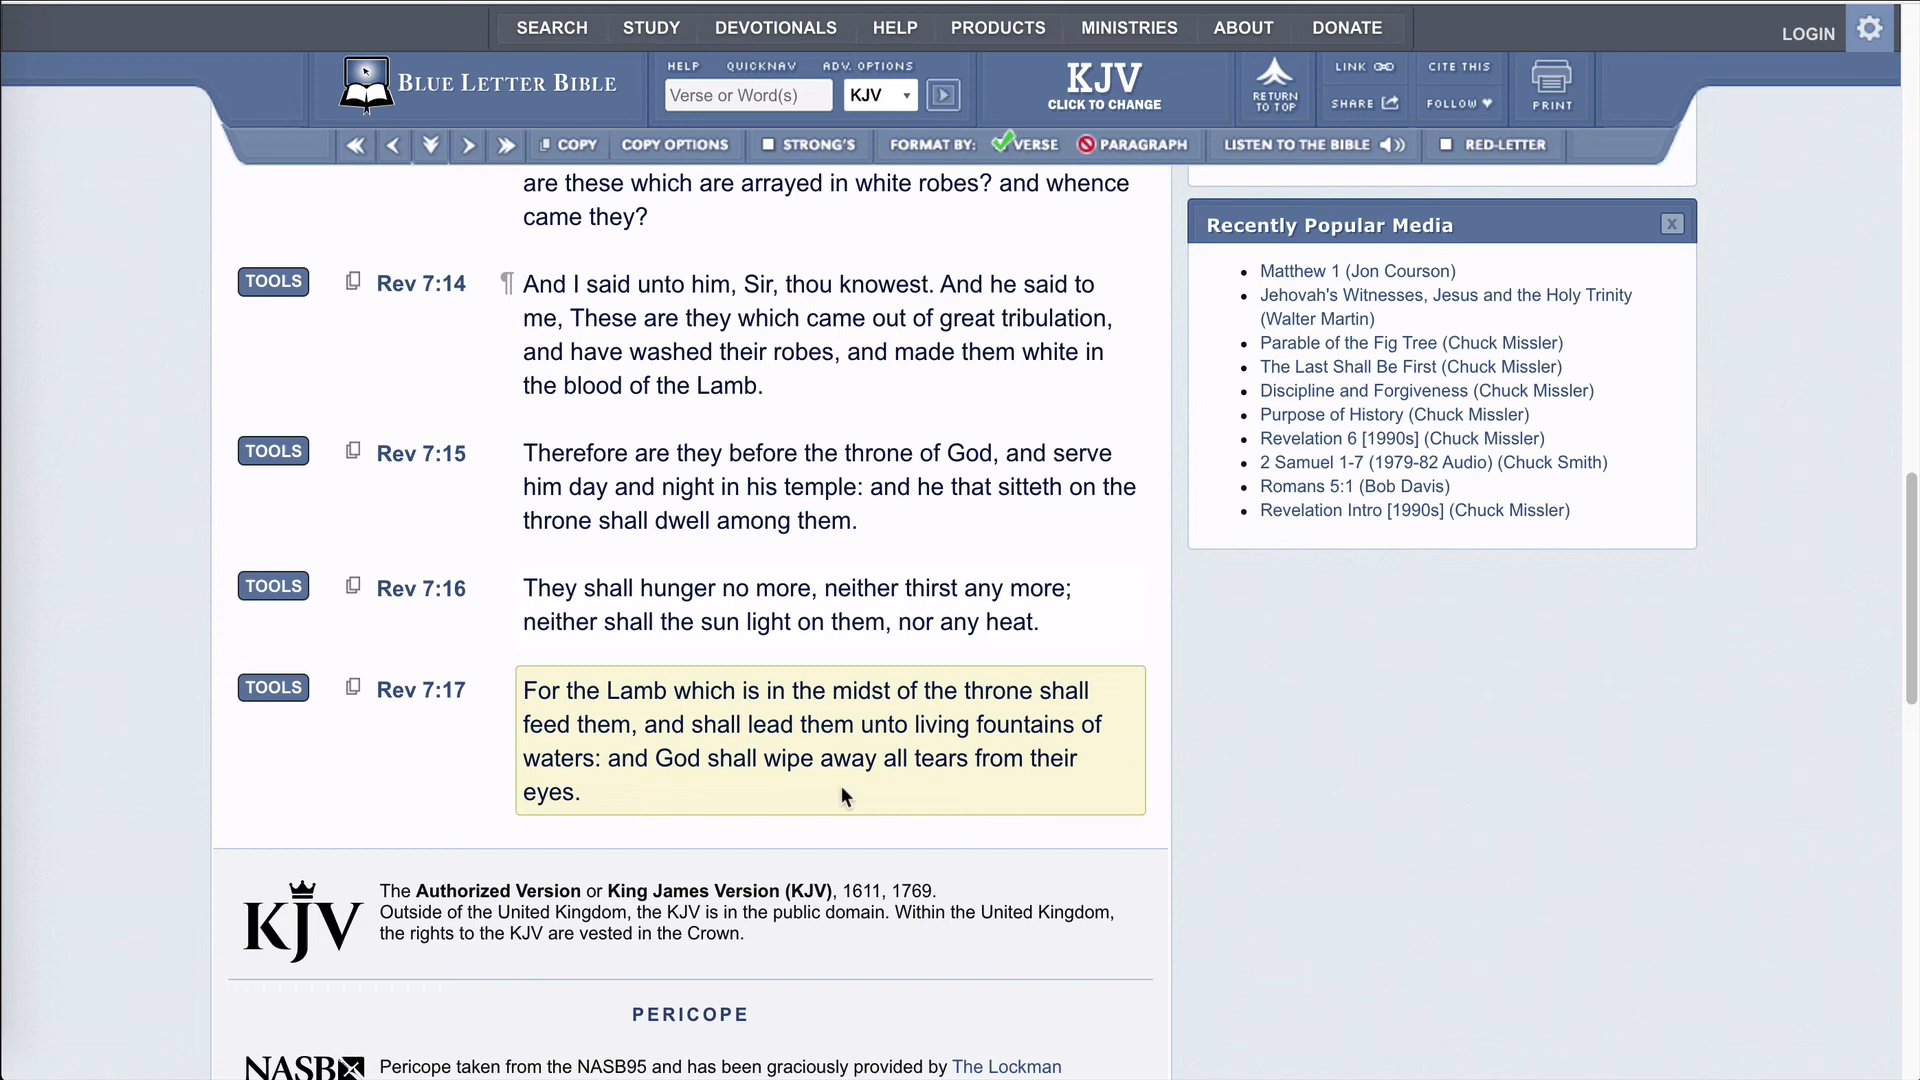 SEARCH STUDY DEVOTIONALS HELP PRODUCTS MINISTRIES ABOUT DONATE
LOGIN
BLUE LETTER BIBLE
HELP QUICKNAV ADV. OPTIONS
Verse or Word(s) KJV
KJV
CLICK TO CHANGE
RETURN
TO TOP
LINK
SHARE
CITE THIS
FOLLOW
PRINT
COPY COPY OPTIONS STRONG'S FORMAT BY: VERSE PARAGRAPH LISTEN TO THE BIBLE RED-LETTER
are these which are arrayed in white robes? and whence
came they?
TOOLS Rev 7:14 ¶ And I said unto him, Sir, thou knowest. And he said to
me, These are they which came out of great tribulation,
and have washed their robes, and made them white in
the blood of the Lamb.
TOOLS Rev 7:15 Therefore are they before the throne of God, and serve
him day and night in his temple: and he that sitteth on the
throne shall dwell among them.
TOOLS Rev 7:16 They shall hunger no more, neither thirst any more;
neither shall the sun light on them, nor any heat.
TOOLS Rev 7:17 For the Lamb which is in the midst of the throne shall
feed them, and shall lead them unto living fountains of
waters: and God shall wipe away all tears from their
eyes.
KJV
The Authorized Version or King James Version (KJV), 1611, 1769.
Outside of the United Kingdom, the KJV is in the public domain. Within the United Kingdom,
the rights to the KJV are vested in the Crown.
PERICOPE
NASB
Pericope taken from the NASB95 and has been graciously provided by The Lockman
Recently Popular Media X
Matthew 1 (Jon Courson)
Jehovah's Witnesses, Jesus and the Holy Trinity
(Walter Martin)
Parable of the Fig Tree (Chuck Missler)
The Last Shall Be First (Chuck Missler)
Discipline and Forgiveness (Chuck Missler)
Purpose of History (Chuck Missler)
Revelation 6 [1990s] (Chuck Missler)
2 Samuel 1-7 (1979-82 Audio) (Chuck Smith)
Romans 5:1 (Bob Davis)
Revelation Intro [1990s] (Chuck Missler)